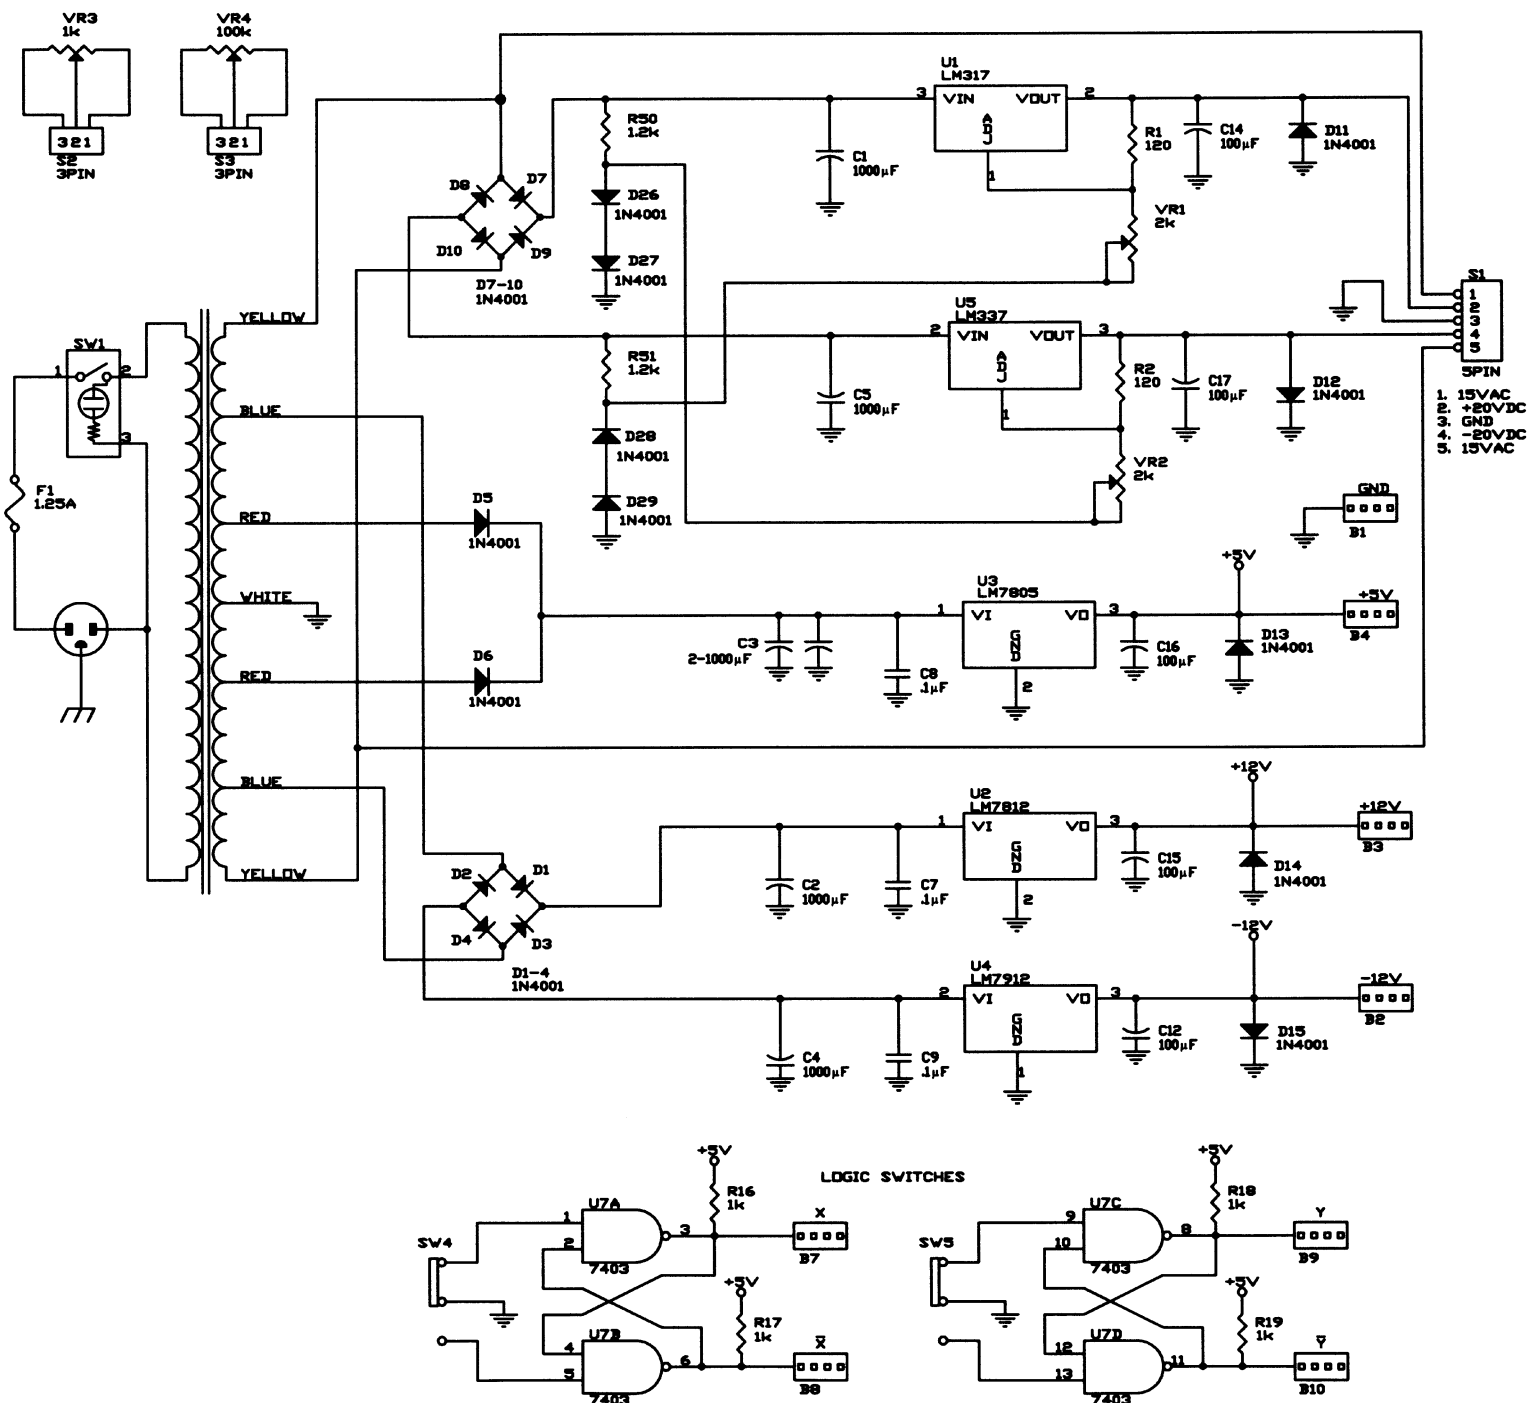 VR3
1k
VR4
100k
3 2 1
S2
3PIN
3 2 1
S3
3PIN
U1
LM317
3
VIN
VOUT
2
ADJ
1
R50
1.2k
C1
1000µF
R1
120
C14
100µF
D11
1N4001
D8
D7
D10
D9
D7-10
1N4001
D26
1N4001
D27
1N4001
VR1
2k
S1
1
2
3
4
5
5PIN
1. 15VAC
2. +20VDC
3. GND
4. -20VDC
5. 15VAC
U5
LM337
2
VIN
VOUT
3
ADJ
1
R51
1.2k
C5
1000µF
R2
120
C17
100µF
D12
1N4001
D28
1N4001
D29
1N4001
VR2
2k
SW1
1
2
3
F1
1.25A
YELLOW
BLUE
RED
WHITE
RED
BLUE
YELLOW
GND
B1
D5
1N4001
D6
1N4001
U3
LM7805
1
VI
VO
3
GND
2
C3
2-1000µF
C8
.1µF
C16
100µF
+5V
D13
1N4001
+5V
B4
U2
LM7812
1
VI
VO
3
GND
2
D2
D1
D4
D3
D1-4
1N4001
C2
1000µF
C7
.1µF
C15
100µF
+12V
D14
1N4001
+12V
B3
U4
LM7912
2
VI
VO
3
GND
1
C4
1000µF
C9
.1µF
C12
100µF
-12V
D15
1N4001
-12V
B2
LOGIC SWITCHES
SW4
U7A
1
2
3
7403
+5V
R16
1k
X
B7
U7B
4
5
6
7403
+5V
R17
1k
X̅
B8
SW5
U7C
9
10
8
7403
+5V
R18
1k
Y
B9
U7D
12
13
11
7403
+5V
R19
1k
Y̅
B10